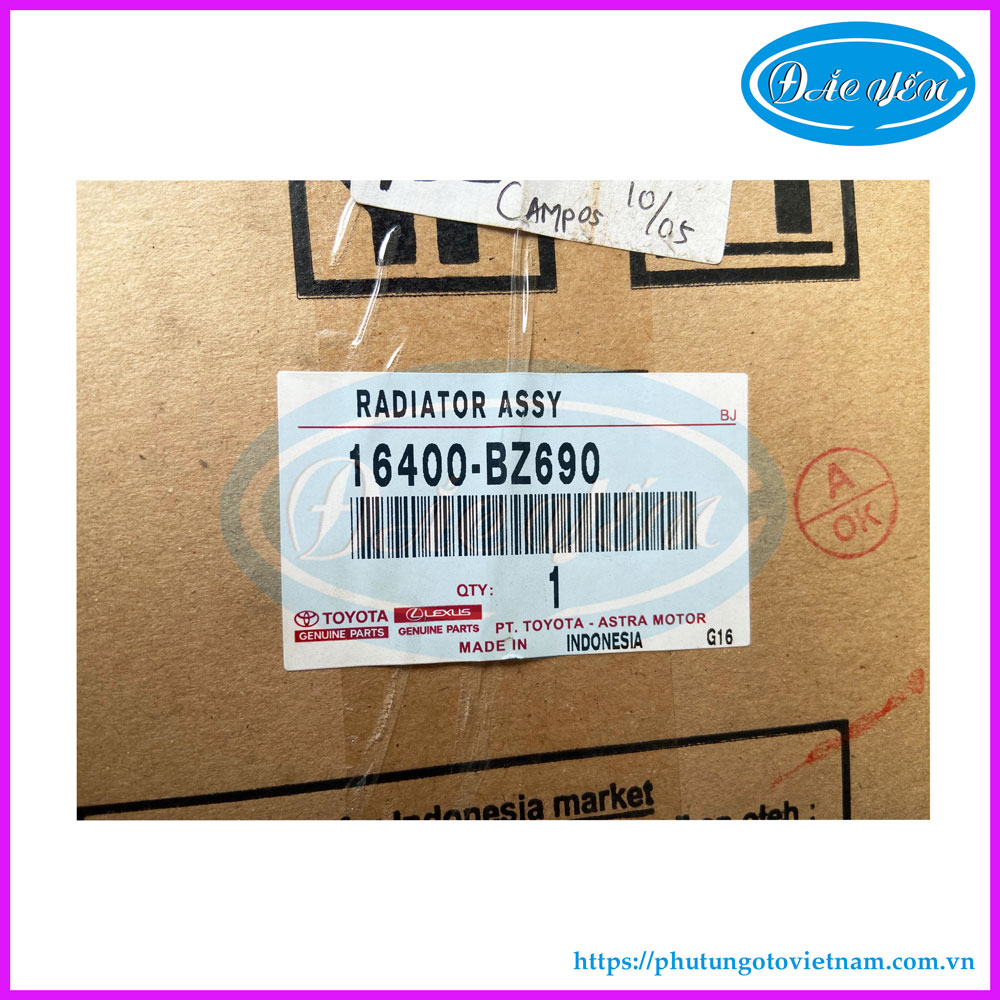 ĐẮC YẾN
CAMPOS 10/05
RADIATOR ASSY
BJ
16400-BZ690
A
OK
QTY: 1
TOYOTA
GENUINE PARTS
LEXUS
GENUINE PARTS
PT. TOYOTA - ASTRA MOTOR
MADE IN INDONESIA G16
Indonesia market
oleh :
https://phutungotovietnam.com.vn